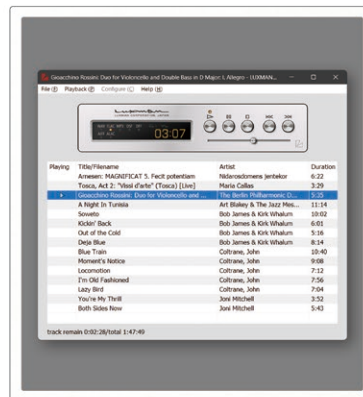 Gioacchino Rossini: Duo for Violoncello and Double Bass in D Major: I. Allegro - LUXMAN...
File (F) Playback (P) Configure (C) Help (H)
LUXMAN
03:07
Playing Title/Filename Artist Duration
Arnesen: MAGNIFICAT 5. Fecit potentiam Nidarosdomens jentekor 6:22
Tosca, Act 2: "Vissi d'arte" (Tosca) [Live] Maria Callas 3:29
Gioacchino Rossini: Duo for Violoncello and ... The Berlin Philharmonic D... 5:35
A Night In Tunisia Art Blakey & The Jazz Mes... 11:14
Soweto Bob James & Kirk Whalum 10:02
Kickin' Back Bob James & Kirk Whalum 6:01
Out of the Cold Bob James & Kirk Whalum 5:16
Deja Blue Bob James & Kirk Whalum 8:14
Blue Train Coltrane, John 10:40
Moment's Notice Coltrane, John 9:08
Locomotion Coltrane, John 7:12
I'm Old Fashioned Coltrane, John 7:56
Lazy Bird Coltrane, John 7:04
You're My Thrill Joni Mitchell 3:52
Both Sides Now Joni Mitchell 5:43
track remain 0:02:28/total 1:47:49